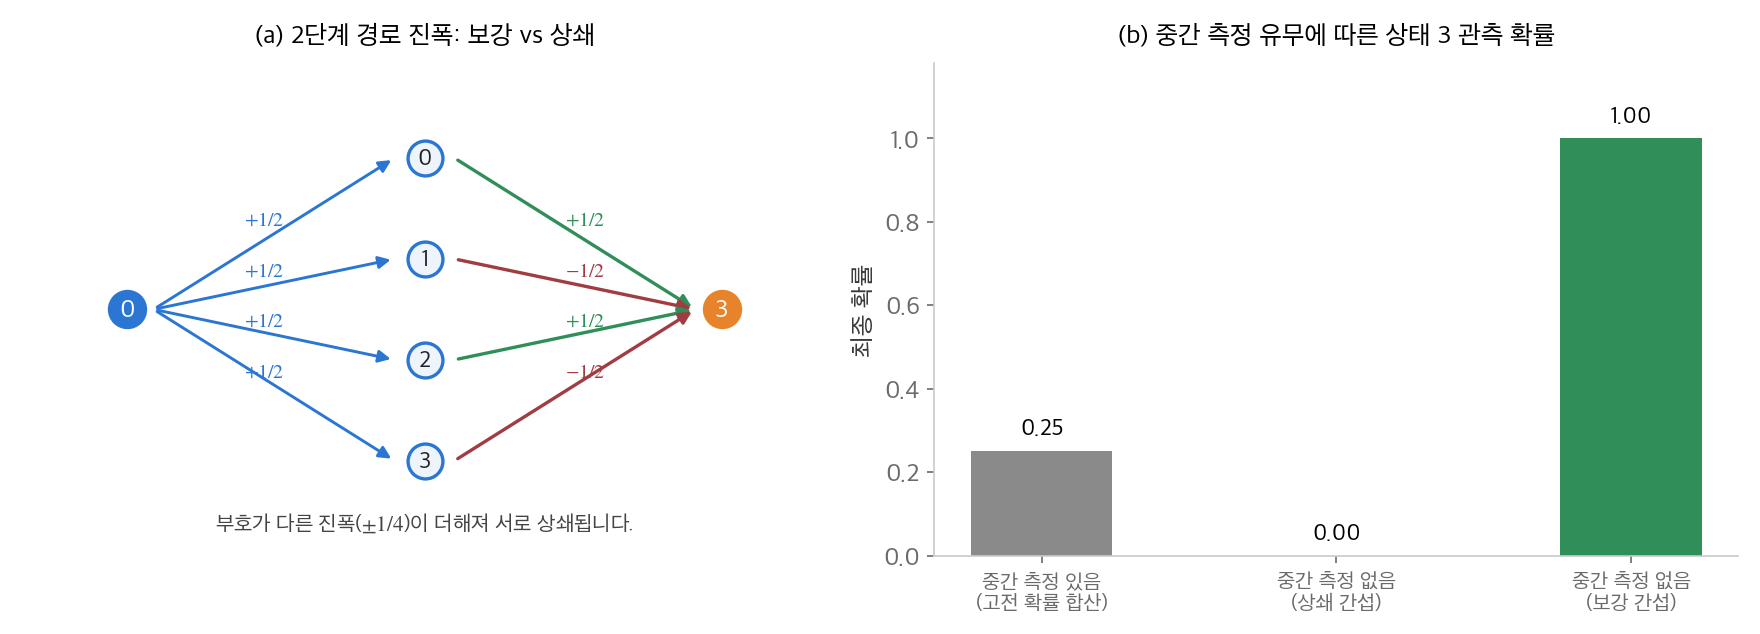 (a) 2단계 경로 진폭: 보강 vs 상쇄
0
+1/2
+1/2
+1/2
+1/2
0
1
2
3
+1/2
−1/2
+1/2
−1/2
3
부호가 다른 진폭(±1/4)이 더해져 서로 상쇄됩니다.
(b) 중간 측정 유무에 따른 상태 3 관측 확률
최종 확률
1.0
0.8
0.6
0.4
0.2
0.0
0.25
0.00
1.00
중간 측정 있음
(고전 확률 합산)
중간 측정 없음
(상쇄 간섭)
중간 측정 없음
(보강 간섭)